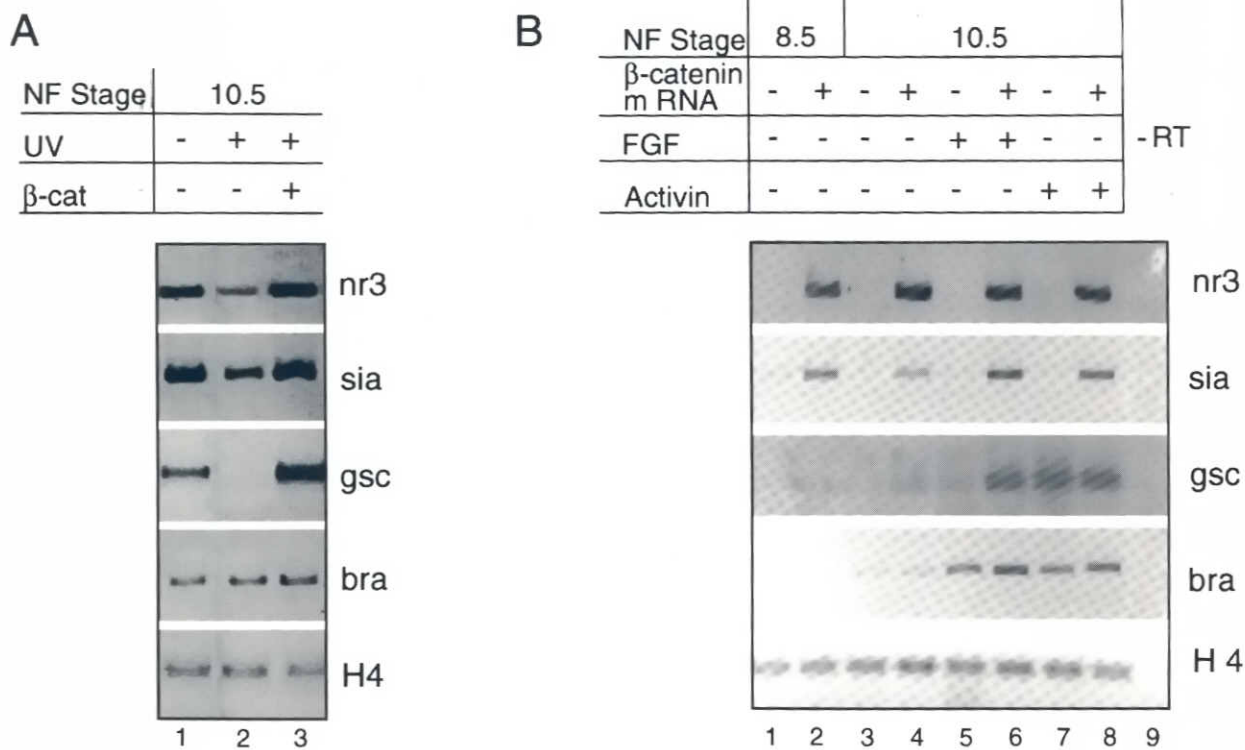 A
NF Stage 10.5
UV - + +
β-cat - - +
nr3
sia
gsc
bra
H4
1 2 3
B
NF Stage 8.5 10.5
β-catenin
m RNA - + - + - + - +
FGF - - - - + + - -
Activin - - - - - - + +
-RT
nr3
sia
gsc
bra
H 4
1 2 3 4 5 6 7 8 9